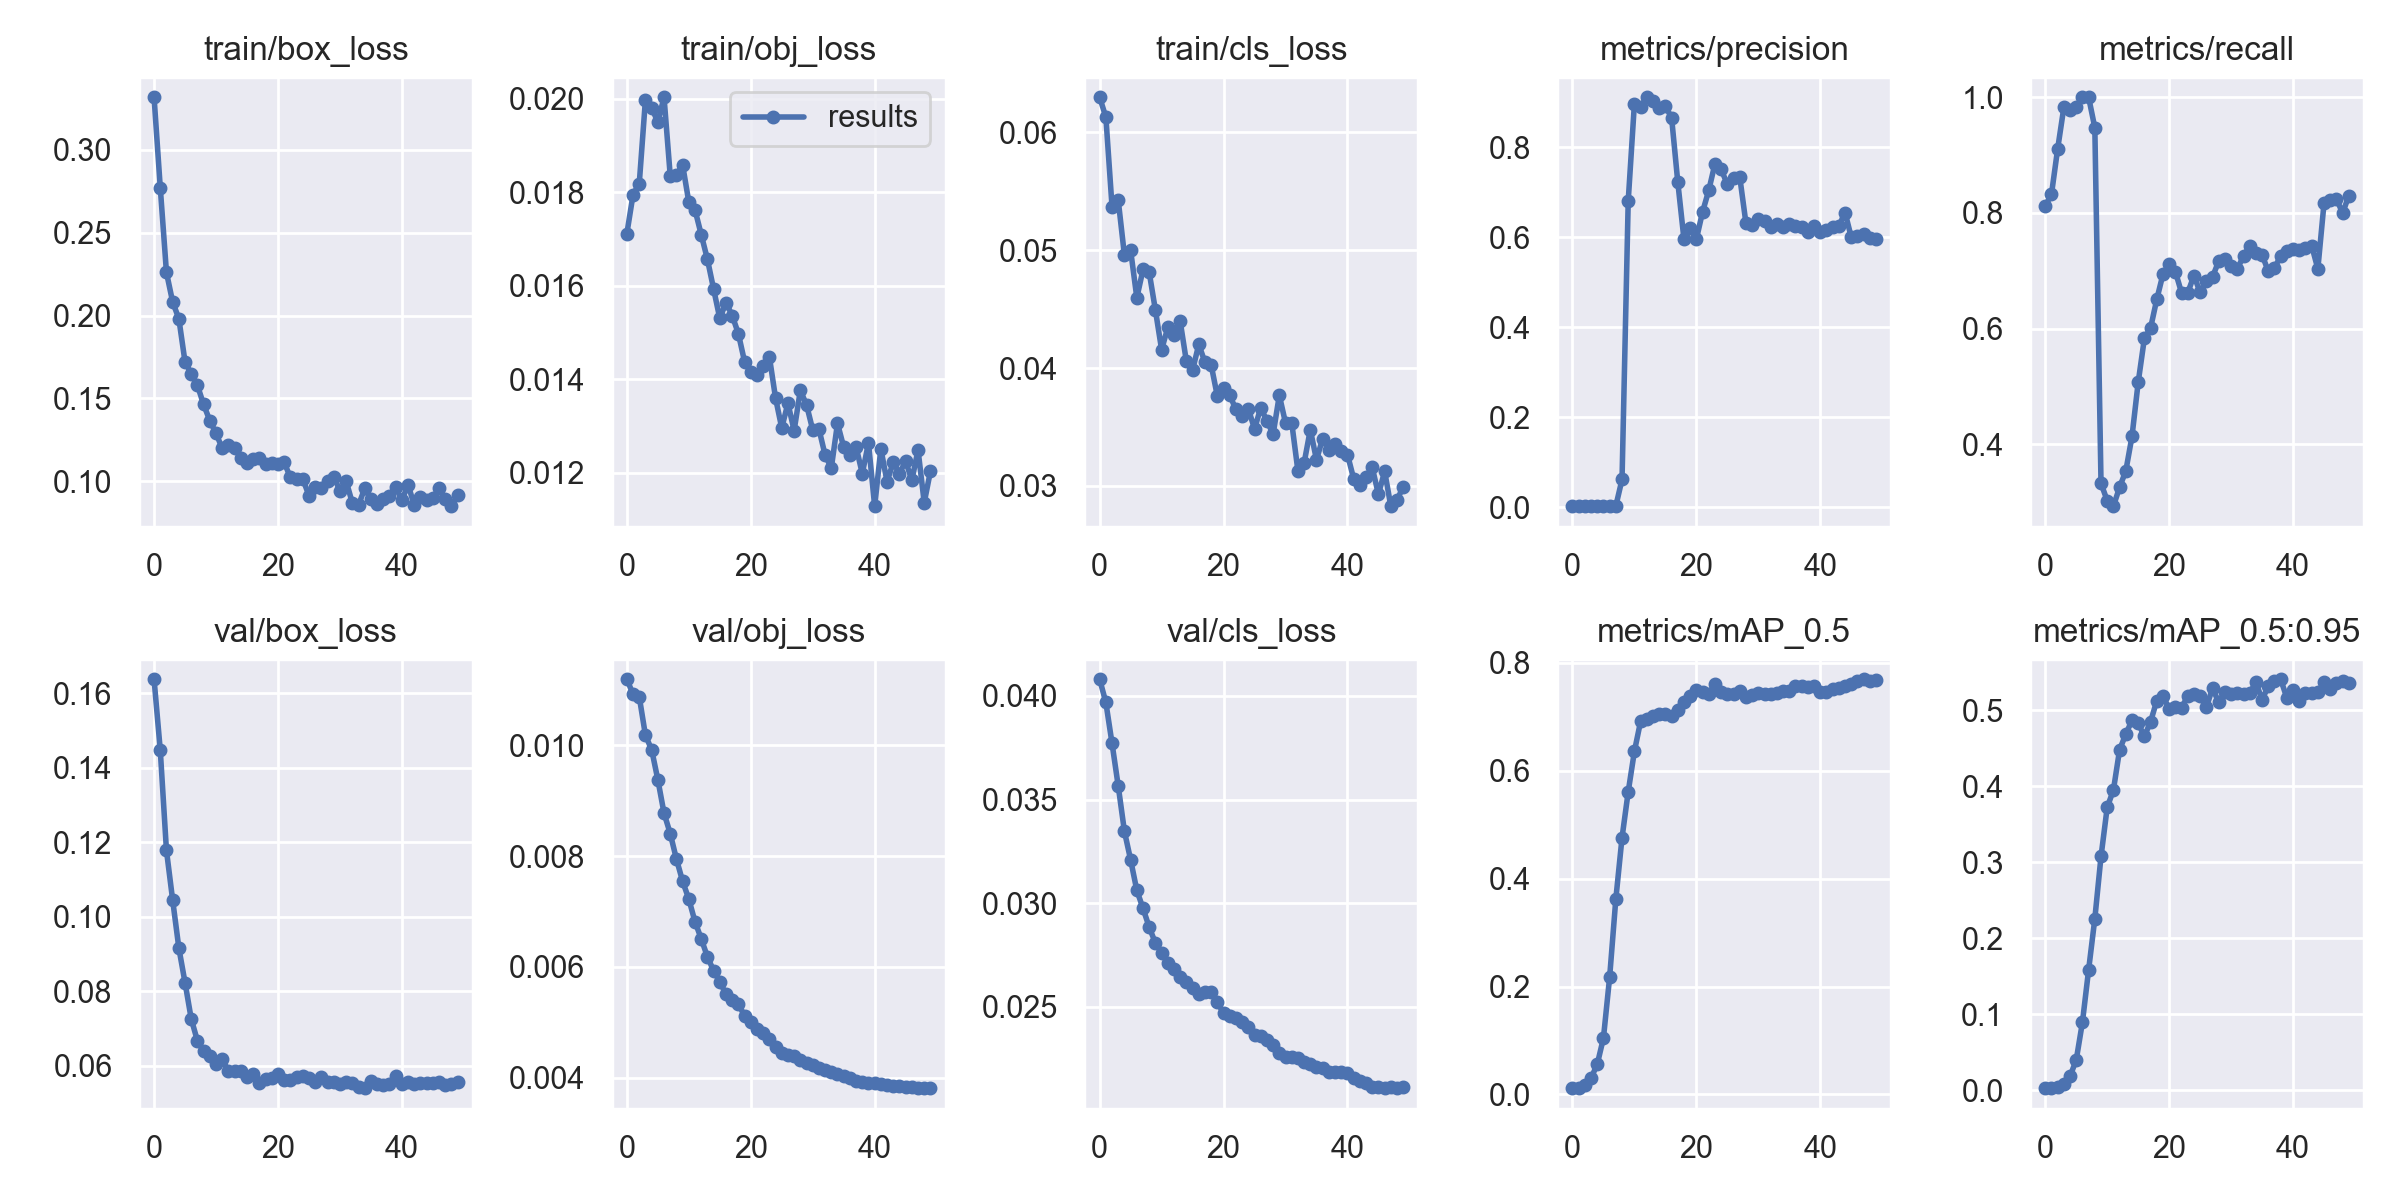 train/box_loss
train/obj_loss
train/cls_loss
metrics/precision
metrics/recall
0.30
0.25
0.20
0.15
0.10
0 20 40
0.020
0.018
0.016
0.014
0.012
results
0 20 40
0.06
0.05
0.04
0.03
0 20 40
0.8
0.6
0.4
0.2
0.0
0 20 40
1.0
0.8
0.6
0.4
0 20 40
val/box_loss
val/obj_loss
val/cls_loss
metrics/mAP_0.5
metrics/mAP_0.5:0.95
0.16
0.14
0.12
0.10
0.08
0.06
0 20 40
0.010
0.008
0.006
0.004
0 20 40
0.040
0.035
0.030
0.025
0 20 40
0.8
0.6
0.4
0.2
0.0
0 20 40
0.5
0.4
0.3
0.2
0.1
0.0
0 20 40